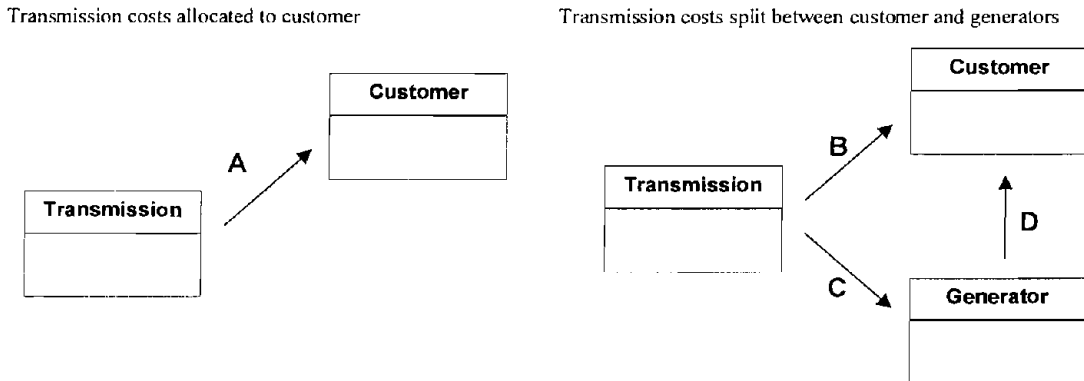 Transmission costs allocated to customer
Customer
A
Transmission
Transmission costs split between customer and generators
Customer
B
Transmission
D
C
Generator